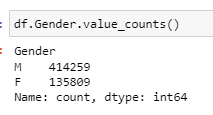 df.Gender.value_counts()
Gender
M    414259
F    135809
Name: count, dtype: int64